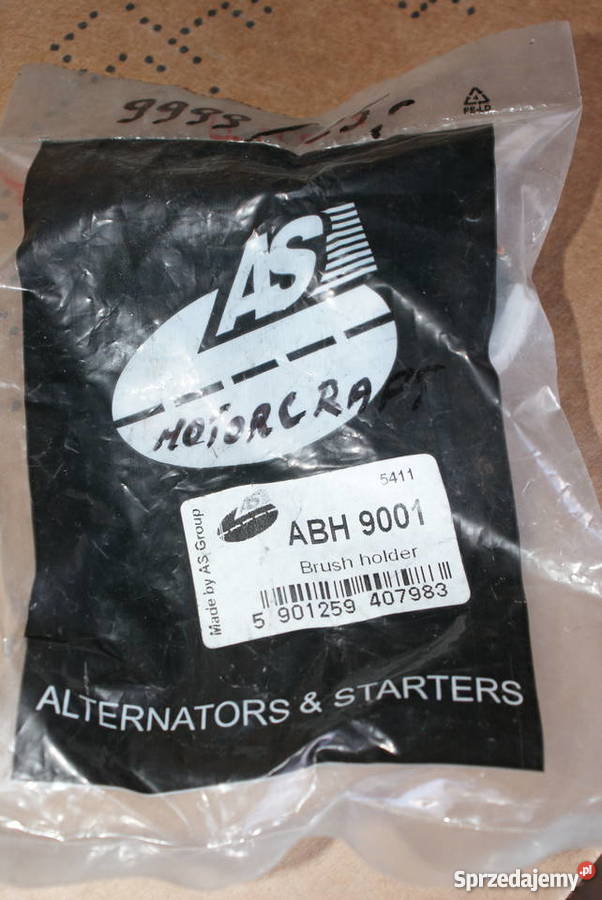 PE-LD
AS
MOTORCRAFT
5411
AS
ABH 9001
Brush holder
Made by AS Group
5 901259 407983
ALTERNATORS & STARTERS
Sprzedajemy.pl